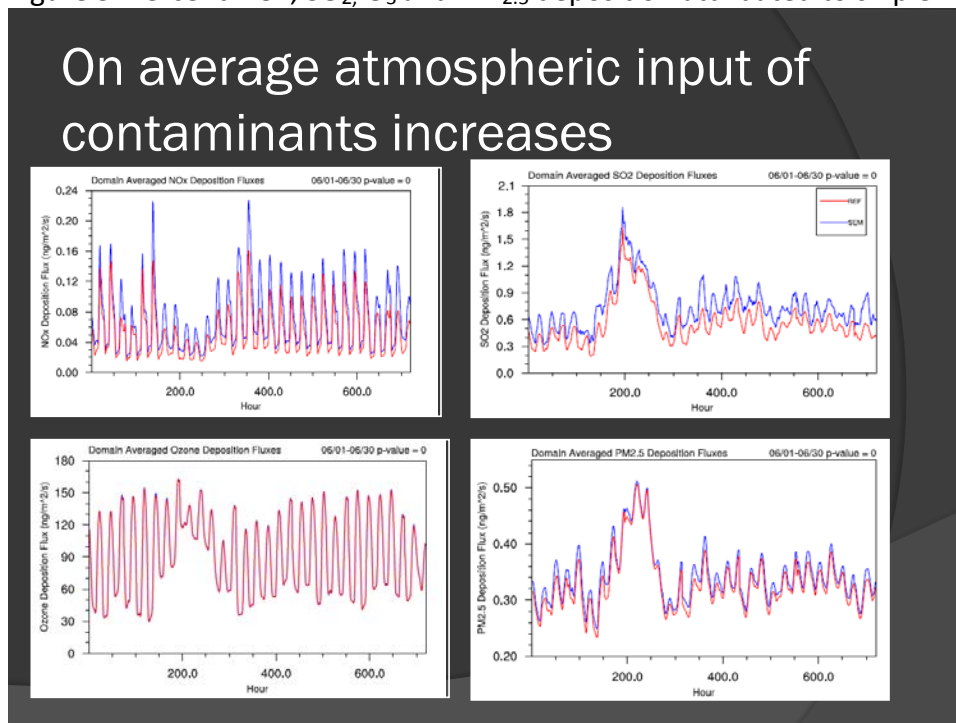 On average atmospheric input of
contaminants increases
Domain Averaged NOx Deposition Fluxes 06/01-06/30 p-value = 0
NOx Deposition Flux (ng/m^2/s)
0.24
0.20
0.16
0.12
0.08
0.04
0.00
200.0 400.0 600.0
Hour
Domain Averaged SO2 Deposition Fluxes 06/01-06/30 p-value = 0
SO2 Deposition Flux (ng/m^2/s)
2.1
1.8
1.5
1.2
0.9
0.6
0.3
0.0
REF
200.0 400.0 600.0
Hour
Domain Averaged Ozone Deposition Fluxes 06/01-06/30 p-value = 0
Ozone Deposition Flux (ng/m^2/s)
180
150
120
90
60
30
0
200.0 400.0 600.0
Hour
Domain Averaged PM2.5 Deposition Fluxes 06/01-06/30 p-value = 0
PM2.5 Deposition Flux (ng/m^2/s)
0.50
0.40
0.30
0.20
200.0 400.0 600.0
Hour